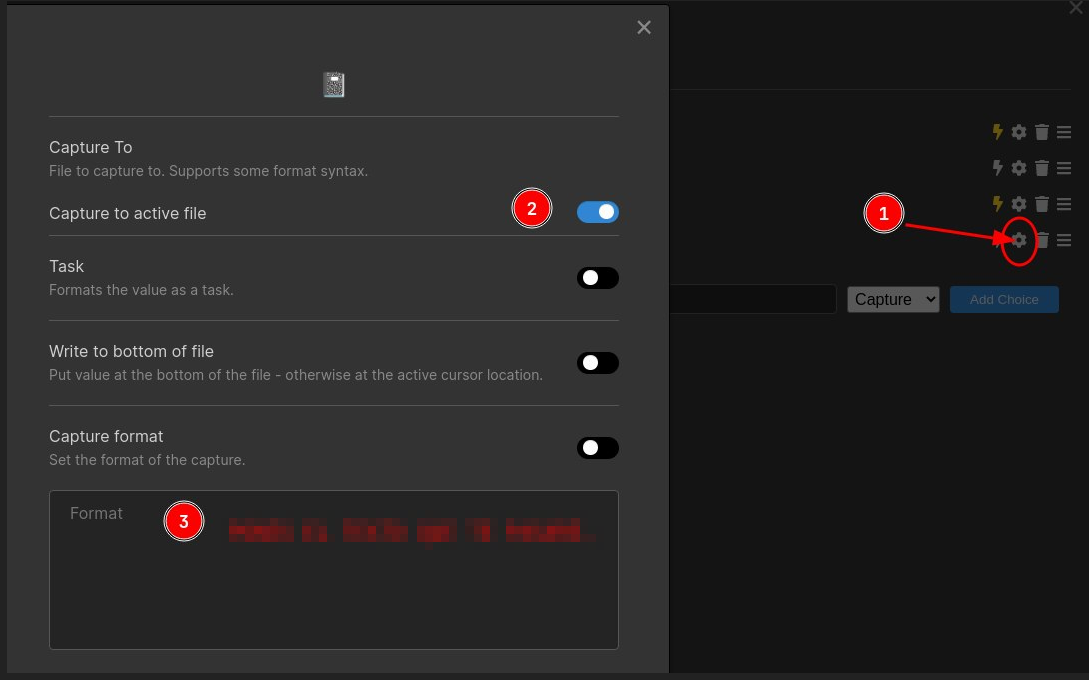 Capture To
File to capture to. Supports some format syntax.
Capture to active file
2
Task
Formats the value as a task.
Write to bottom of file
Put value at the bottom of the file - otherwise at the active cursor location.
Capture format
Set the format of the capture.
Format
3
1
Capture
Add Choice